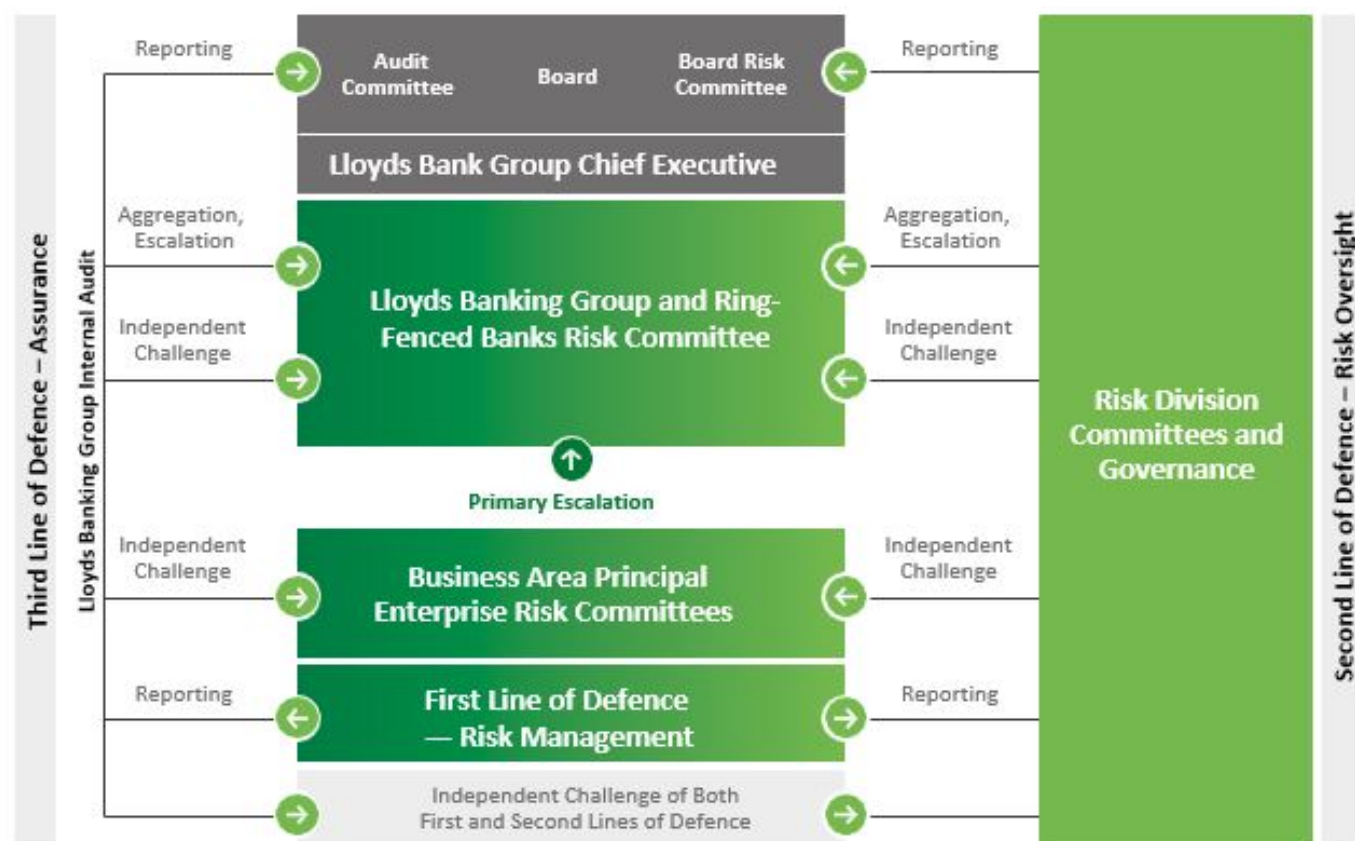 Third Line of Defence – Assurance
Lloyds Banking Group Internal Audit
Reporting
Aggregation,
Escalation
Independent
Challenge
Independent
Challenge
Reporting
Audit
Committee
Board
Board Risk
Committee
Lloyds Bank Group Chief Executive
Lloyds Banking Group and Ring-
Fenced Banks Risk Committee
Primary Escalation
Business Area Principal
Enterprise Risk Committees
First Line of Defence
— Risk Management
Independent Challenge of Both
First and Second Lines of Defence
Reporting
Aggregation,
Escalation
Independent
Challenge
Independent
Challenge
Reporting
Risk Division
Committees and
Governance
Second Line of Defence – Risk Oversight